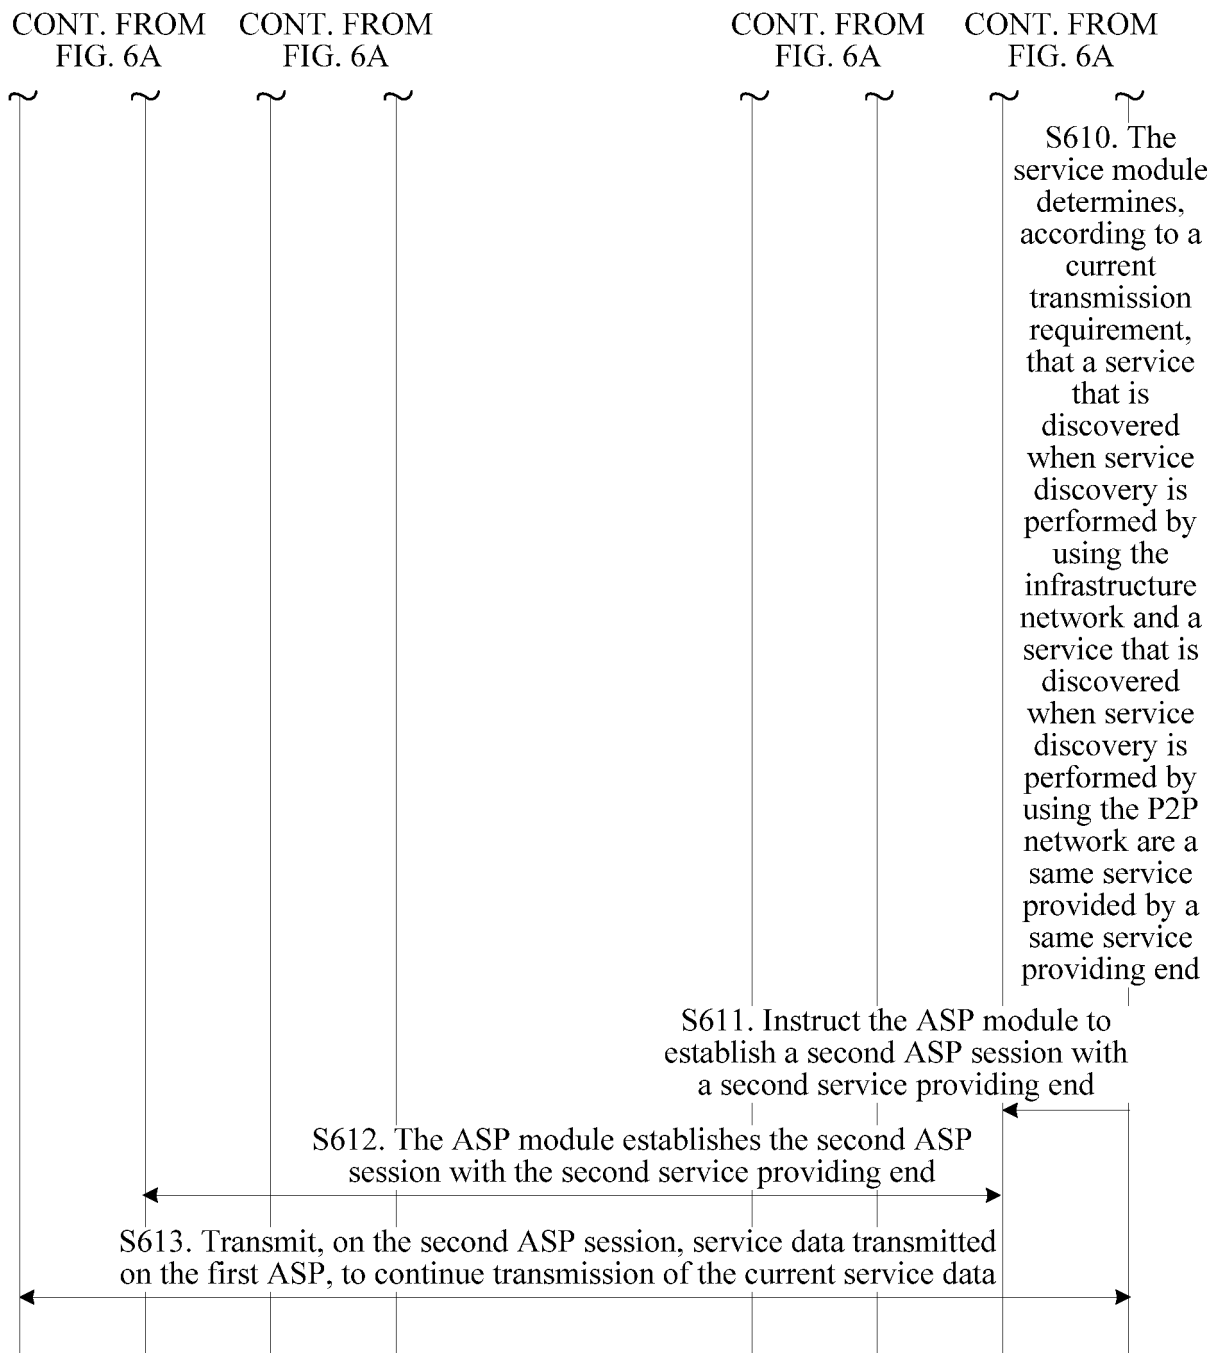 CONT. FROM
FIG. 6A
CONT. FROM
FIG. 6A
CONT. FROM
FIG. 6A
CONT. FROM
FIG. 6A
S610. The
service module
determines,
according to a
current
transmission
requirement,
that a service
that is
discovered
when service
discovery is
performed by
using the
infrastructure
network and a
service that is
discovered
when service
discovery is
performed by
using the P2P
network are a
same service
provided by a
same service
providing end
S611. Instruct the ASP module to
establish a second ASP session with
a second service providing end
S612. The ASP module establishes the second ASP
session with the second service providing end
S613. Transmit, on the second ASP session, service data transmitted
on the first ASP, to continue transmission of the current service data